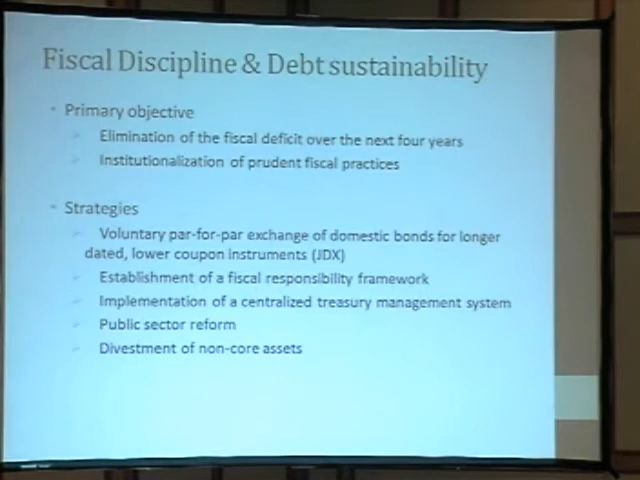 Fiscal Discipline & Debt sustainability
Primary objective
Elimination of the fiscal deficit over the next four years
Institutionalization of prudent fiscal practices
Strategies
Voluntary par-for-par exchange of domestic bonds for longer
dated, lower coupon instruments (JDX)
Establishment of a fiscal responsibility framework
Implementation of a centralized treasury management system
Public sector reform
Divestment of non-core assets